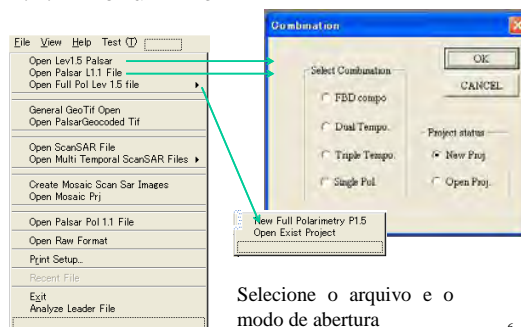 File View Help Test (T)
Open Lev1.5 Palsar
Open Palsar L1.1 File
Open Full Pol Lev 1.5 file
General GeoTif Open
Open PalsarGeocoded Tif
Open ScanSAR File
Open Multi Temporal ScanSAR Files
Create Mosaic Scan Sar Images
Open Mosaic Prj
Open Palsar Pol 1.1 File
Open Raw Format
Print Setup...
Recent File
Exit
Analyze Leader File
New Full Polarimetry P1.5
Open Exist Project
Combination
Select Combination
FBD compo
Dual Tempo.
Triple Tempo.
Single Pol.
OK
CANCEL
Project status
New Proj.
Open Proj.
Selecione o arquivo e o
modo de abertura